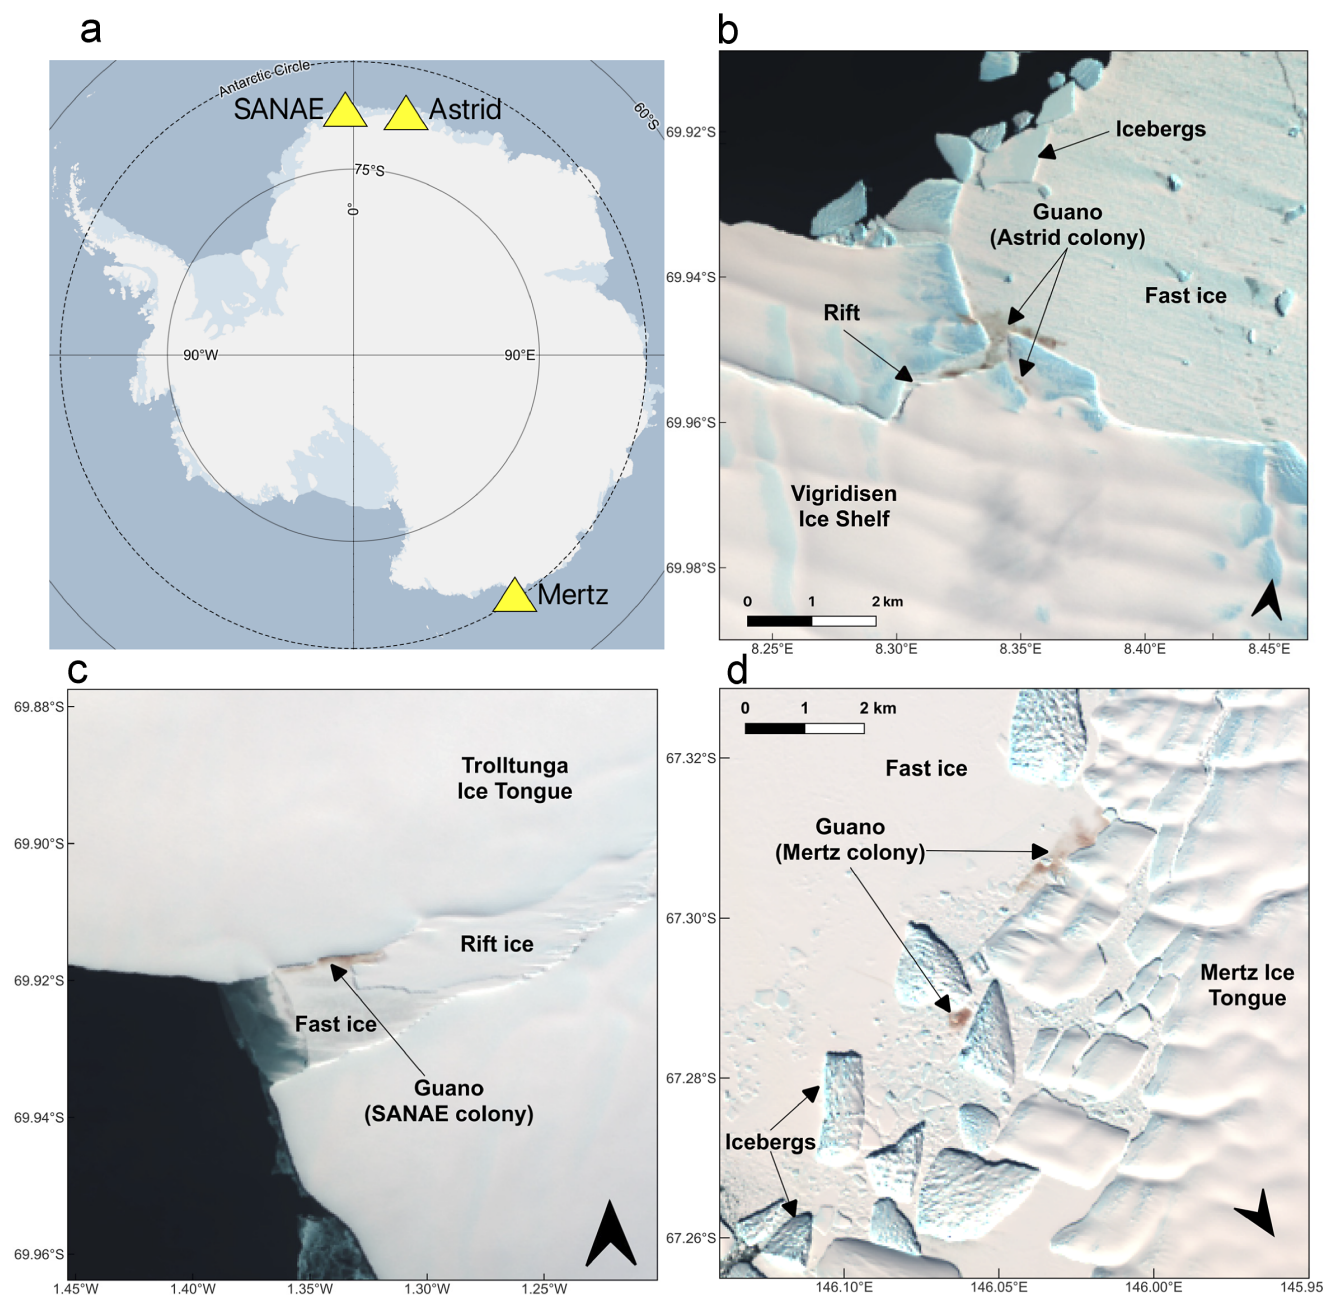 a
Antarctic Circle
60°S
SANAE
Astrid
75°S
0°
90°W
90°E
Mertz
b
69.92°S
69.94°S
69.96°S
69.98°S
Icebergs
Guano
(Astrid colony)
Fast ice
Rift
Vigridisen
Ice Shelf
0 1 2 km
8.25°E 8.30°E 8.35°E 8.40°E 8.45°E
c
69.88°S
69.90°S
69.92°S
69.94°S
69.96°S
Trolltunga
Ice Tongue
Rift ice
Fast ice
Guano
(SANAE colony)
1.45°W 1.40°W 1.35°W 1.30°W 1.25°W
d
0 1 2 km
67.32°S
67.30°S
67.28°S
67.26°S
Fast ice
Guano
(Mertz colony)
Mertz Ice
Tongue
Icebergs
146.10°E 146.05°E 146.00°E 145.95